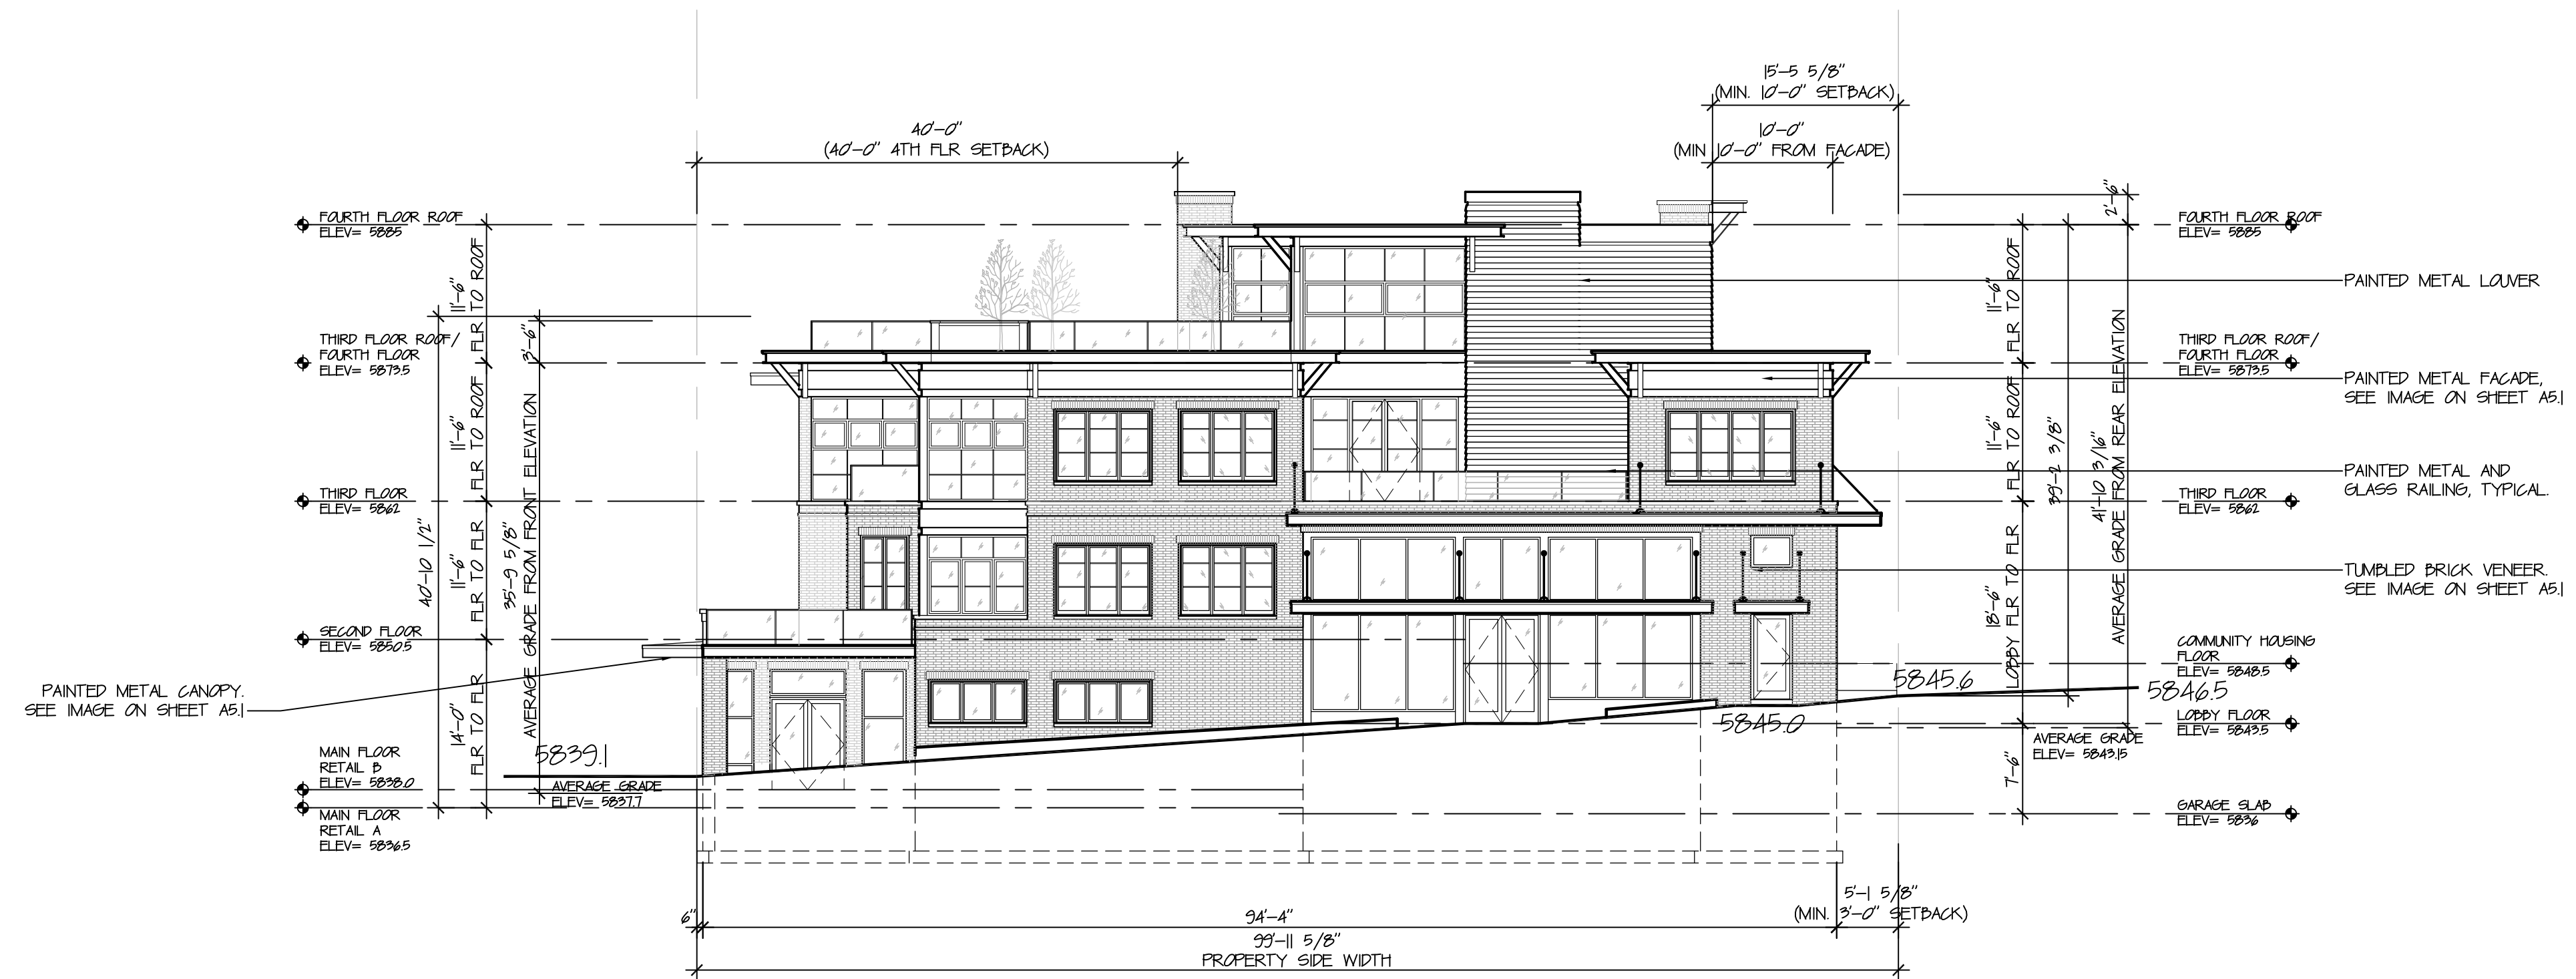 15'-5 5/8"
(MIN. 10'-0" SETBACK)
40'-0"
(40'-0" 4TH FLR SETBACK)
10'-0"
(MIN 10'-0" FROM FACADE)
2'-6"
FOURTH FLOOR ROOF
ELEV= 5885
FOURTH FLOOR ROOF
ELEV= 5885
11'-6"
FLR TO ROOF
11'-6"
FLR TO ROOF
PAINTED METAL LOUVER
THIRD FLOOR ROOF/
FOURTH FLOOR
ELEV= 5873.5
3'-6"
THIRD FLOOR ROOF/
FOURTH FLOOR
ELEV= 5873.5
PAINTED METAL FACADE,
SEE IMAGE ON SHEET A5.1
11'-6"
FLR TO ROOF
35'-9 5/8"
AVERAGE GRADE FROM FRONT ELEVATION
11'-6"
FLR TO ROOF
39'-2 3/8"
41'-10 3/16"
AVERAGE GRADE FROM REAR ELEVATION
PAINTED METAL AND
GLASS RAILING, TYPICAL.
THIRD FLOOR
ELEV= 5862
THIRD FLOOR
ELEV= 5862
40'-10 1/2"
11'-6"
FLR TO FLR
18'-6"
LOBBY FLR TO FLR
TUMBLED BRICK VENEER.
SEE IMAGE ON SHEET A5.1
SECOND FLOOR
ELEV= 5850.5
COMMUNITY HOUSING
FLOOR
ELEV= 5848.5
PAINTED METAL CANOPY.
SEE IMAGE ON SHEET A5.1
14'-0"
FLR TO FLR
5845.6
5846.5
5845.0
LOBBY FLOOR
ELEV= 5843.5
AVERAGE GRADE
ELEV= 5843.15
MAIN FLOOR
RETAIL B
ELEV= 5838.0
5839.1
AVERAGE GRADE
ELEV= 5837.7
7'-6"
MAIN FLOOR
RETAIL A
ELEV= 5836.5
GARAGE SLAB
ELEV= 5836
6"
94'-4"
5'-1 5/8"
(MIN. 3'-0" SETBACK)
99'-11 5/8"
PROPERTY SIDE WIDTH